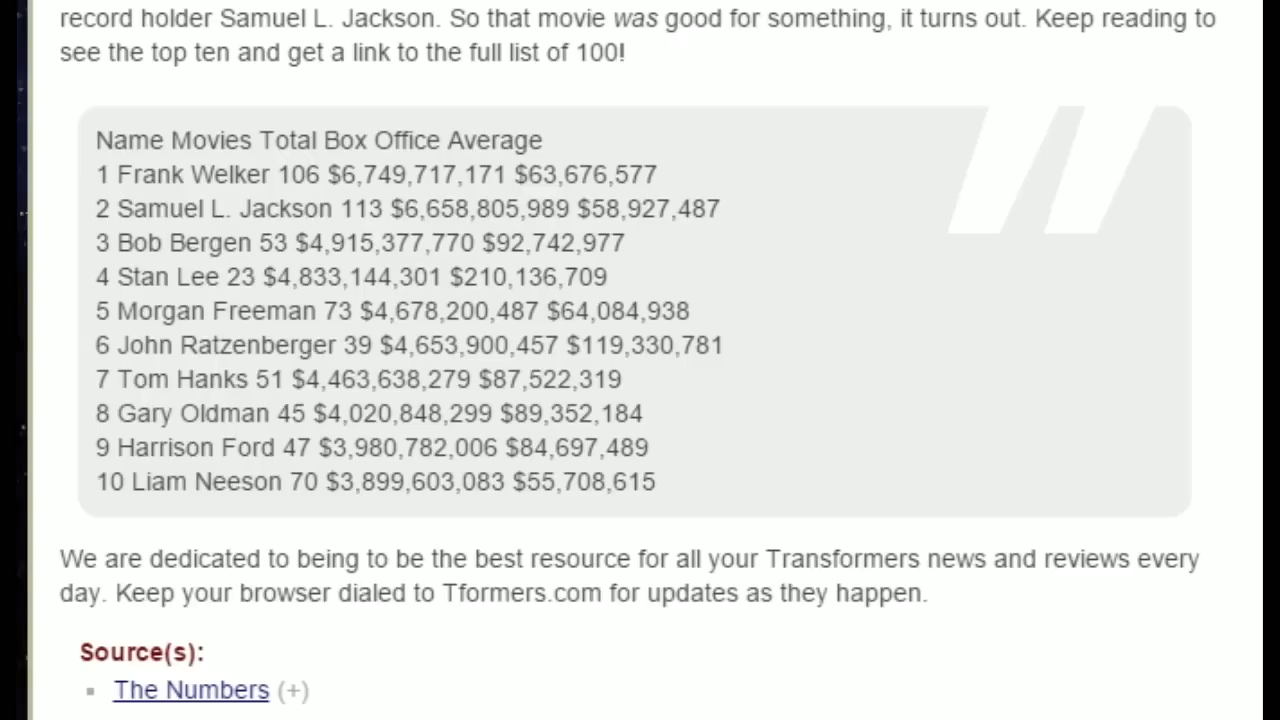 record holder Samuel L. Jackson. So that movie was good for something, it turns out. Keep reading to
see the top ten and get a link to the full list of 100!
Name Movies Total Box Office Average
1 Frank Welker 106 $6,749,717,171 $63,676,577
2 Samuel L. Jackson 113 $6,658,805,989 $58,927,487
3 Bob Bergen 53 $4,915,377,770 $92,742,977
4 Stan Lee 23 $4,833,144,301 $210,136,709
5 Morgan Freeman 73 $4,678,200,487 $64,084,938
6 John Ratzenberger 39 $4,653,900,457 $119,330,781
7 Tom Hanks 51 $4,463,638,279 $87,522,319
8 Gary Oldman 45 $4,020,848,299 $89,352,184
9 Harrison Ford 47 $3,980,782,006 $84,697,489
10 Liam Neeson 70 $3,899,603,083 $55,708,615
We are dedicated to being to be the best resource for all your Transformers news and reviews every
day. Keep your browser dialed to Tformers.com for updates as they happen.
Source(s):
▪ The Numbers (+)